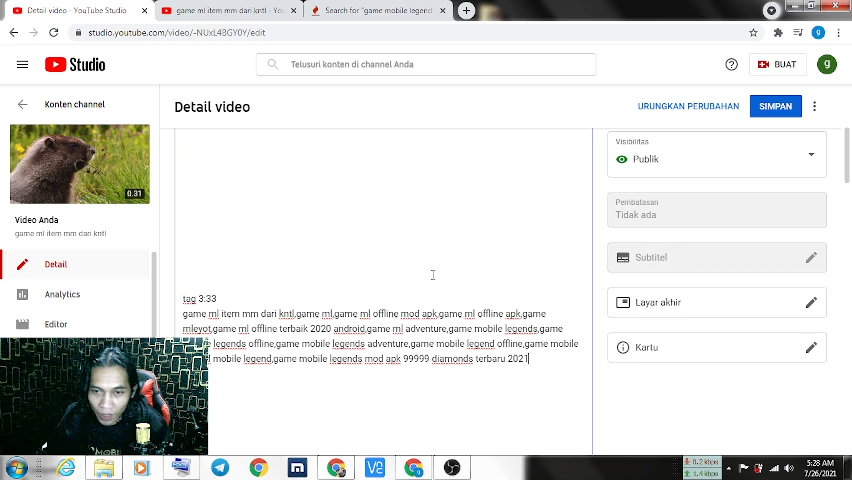 Detail video - YouTube Studio
game ml item mm dari kntl - You
Search for "game mobile legend
studio.youtube.com/video/-NUxL4BGY0Y/edit
Studio
Telusuri konten di channel Anda
BUAT
g
Konten channel
Detail video
URUNGKAN PERUBAHAN
SIMPAN
0.31
Video Anda
game ml item mm dari kntl
Detail
Analytics
Editor
tag 3:33
game ml item mm dari kntl,game ml,game ml offline mod apk,game ml offline apk,game
mleyot,game ml offline terbaik 2020 android,game ml adventure,game mobile legends,game
legends offline,game mobile legends adventure,game mobile legend offline,game mobile
mobile legend,game mobile legends mod apk 99999 diamonds terbaru 2021
Visibilitas
Publik
Pembatasan
Tidak ada
Subtitel
Layar akhir
Kartu
0.2 kbps
1.4 kbps
5:28 AM
7/26/2021